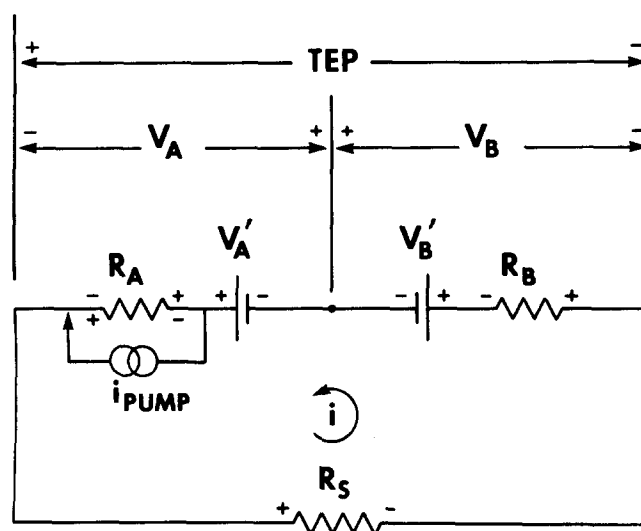 + TEP -
- V_A + + V_B -
V_A' V_B'
R_A R_B
- + + - - + - +
+ -
i_PUMP
i
R_S
+ -